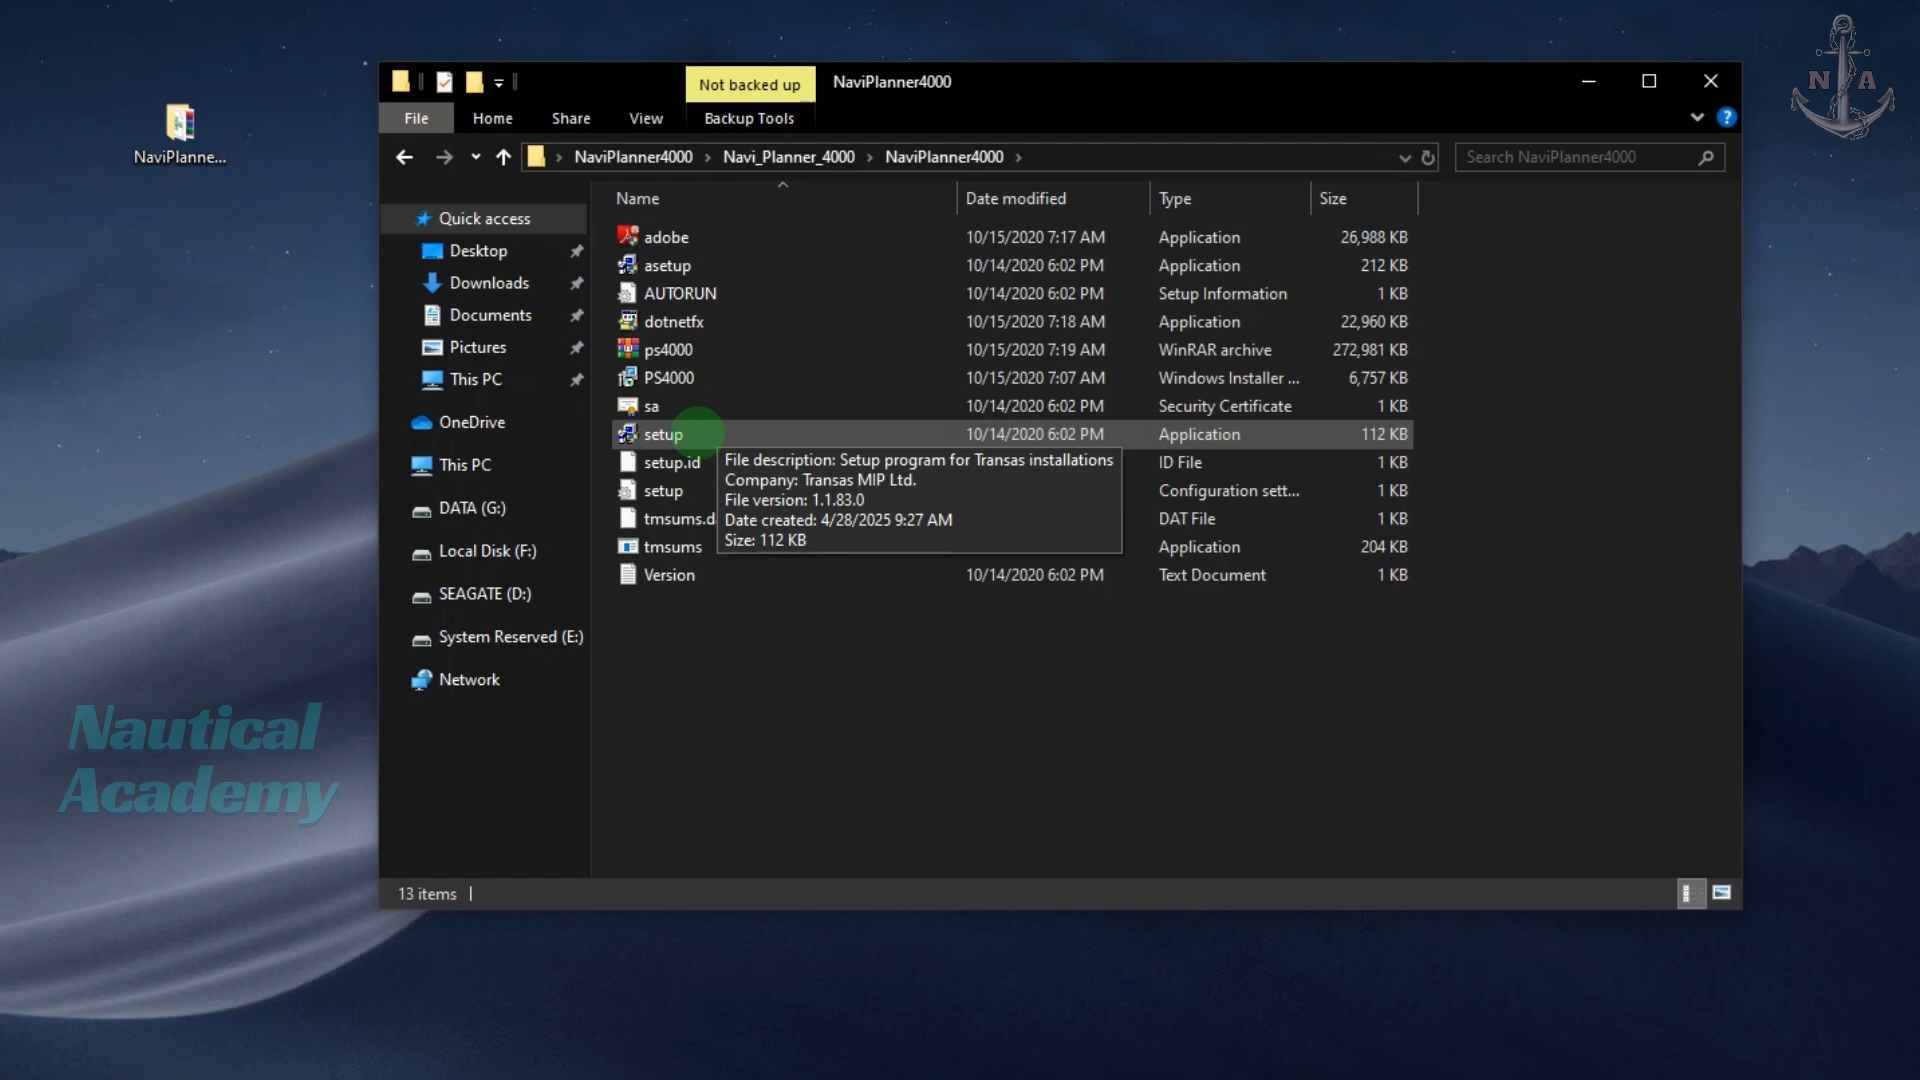 N A
NaviPlanne...
Not backed up
NaviPlanner4000
File Home Share View Backup Tools
NaviPlanner4000 Navi_Planner_4000 NaviPlanner4000
Search NaviPlanner4000
Name Date modified Type Size
Quick access
Desktop
Downloads
Documents
Pictures
This PC
OneDrive
This PC
DATA (G:)
Local Disk (F:)
SEAGATE (D:)
System Reserved (E:)
Network
adobe 10/15/2020 7:17 AM Application 26,988 KB
asetup 10/14/2020 6:02 PM Application 212 KB
AUTORUN 10/14/2020 6:02 PM Setup Information 1 KB
dotnetfx 10/15/2020 7:18 AM Application 22,960 KB
ps4000 10/15/2020 7:19 AM WinRAR archive 272,981 KB
PS4000 10/15/2020 7:07 AM Windows Installer ... 6,757 KB
sa 10/14/2020 6:02 PM Security Certificate 1 KB
setup 10/14/2020 6:02 PM Application 112 KB
setup.id ID File 1 KB
setup Configuration sett... 1 KB
tmsums.d DAT File 1 KB
tmsums Application 204 KB
Version 10/14/2020 6:02 PM Text Document 1 KB
File description: Setup program for Transas installations
Company: Transas MIP Ltd.
File version: 1.1.83.0
Date created: 4/28/2025 9:27 AM
Size: 112 KB
13 items
Nautical
Academy